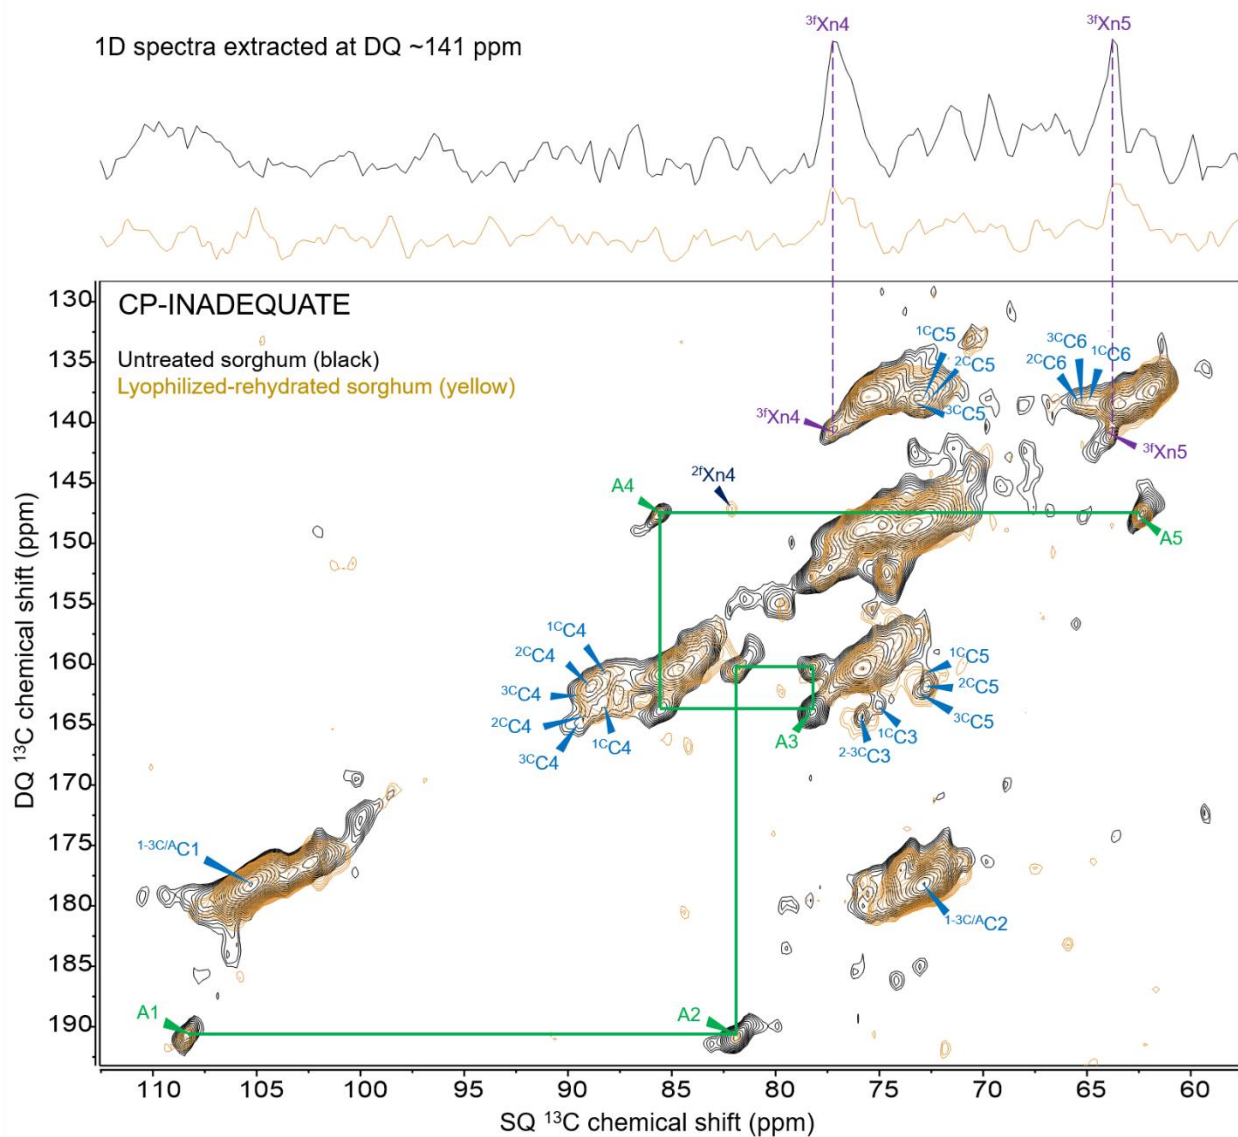 ³ᶠXn4
³ᶠXn5
1D spectra extracted at DQ ~141 ppm
CP-INADEQUATE
Untreated sorghum (black)
Lyophilized-rehydrated sorghum (yellow)
¹ᶜC5
²ᶜC5
³ᶜC5
³ᶜC6
²ᶜC6
¹ᶜC6
³ᶠXn4
³ᶠXn5
A4
²ᶠXn4
A5
¹ᶜC4
²ᶜC4
³ᶜC4
²ᶜC4
³ᶜC4
¹ᶜC4
¹ᶜC5
²ᶜC5
³ᶜC5
A3
¹ᶜC3
²⁻³ᶜC3
¹⁻³ᶜ/ᴬC1
¹⁻³ᶜ/ᴬC2
A1
A2
130
135
140
145
150
155
160
165
170
175
180
185
190
DQ ¹³C chemical shift (ppm)
110 105 100 95 90 85 80 75 70 65 60
SQ ¹³C chemical shift (ppm)